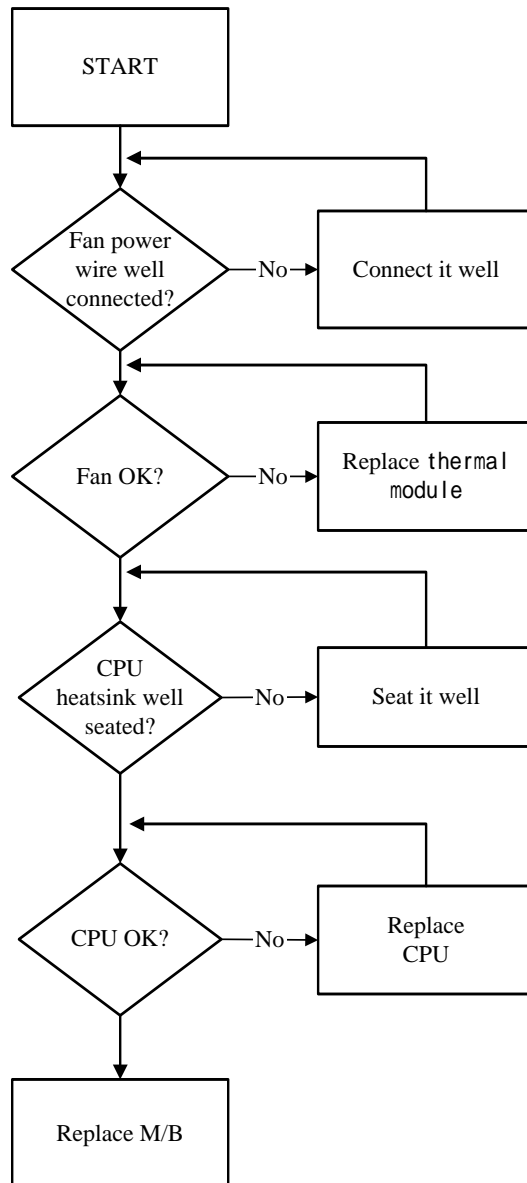 START
Fan power
wire well
connected?
No
Connect it well
Fan OK?
No
Replace thermal
module
CPU
heatsink well
seated?
No
Seat it well
CPU OK?
No
Replace
CPU
Replace M/B